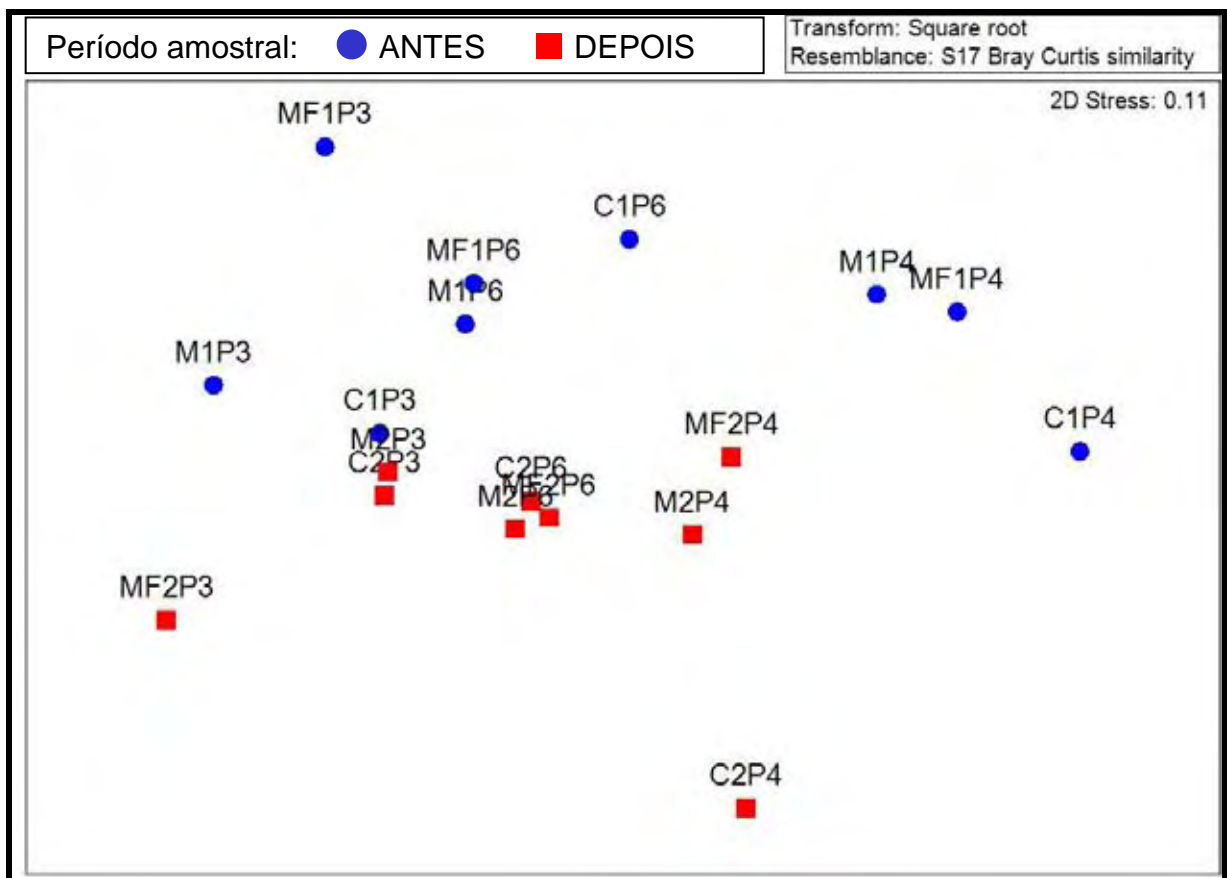 Período amostral: ANTES DEPOIS
Transform: Square root
Resemblance: S17 Bray Curtis similarity
2D Stress: 0.11
MF1P3
C1P6
MF1P6
M1P6
M1P4
MF1P4
M1P3
C1P3
M2P3
C2P3
MF2P4
C1P4
C2P6
MF2P6
M2P6
M2P4
MF2P3
C2P4